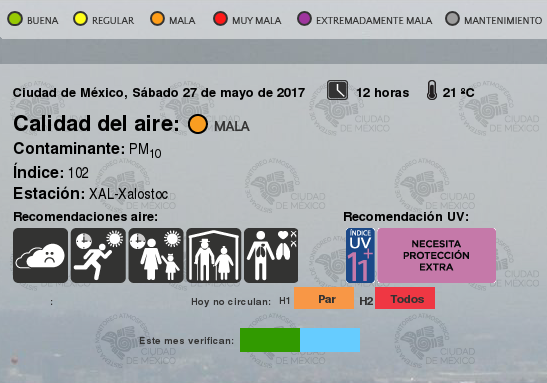 BUENA REGULAR MALA MUY MALA EXTREMADAMENTE MALA MANTENIMIENTO
Ciudad de México, Sábado 27 de mayo de 2017 12 horas 21 ºC
Calidad del aire: MALA
Contaminante: PM10
Índice: 102
Estación: XAL-Xalostoc
Recomendaciones aire: Recomendación UV:
ÍNDICE
UV
11+
NECESITA
PROTECCIÓN
EXTRA
: Hoy no circulan: H1 Par H2 Todos
Este mes verifican:
CIUDAD
DE MÉXICO